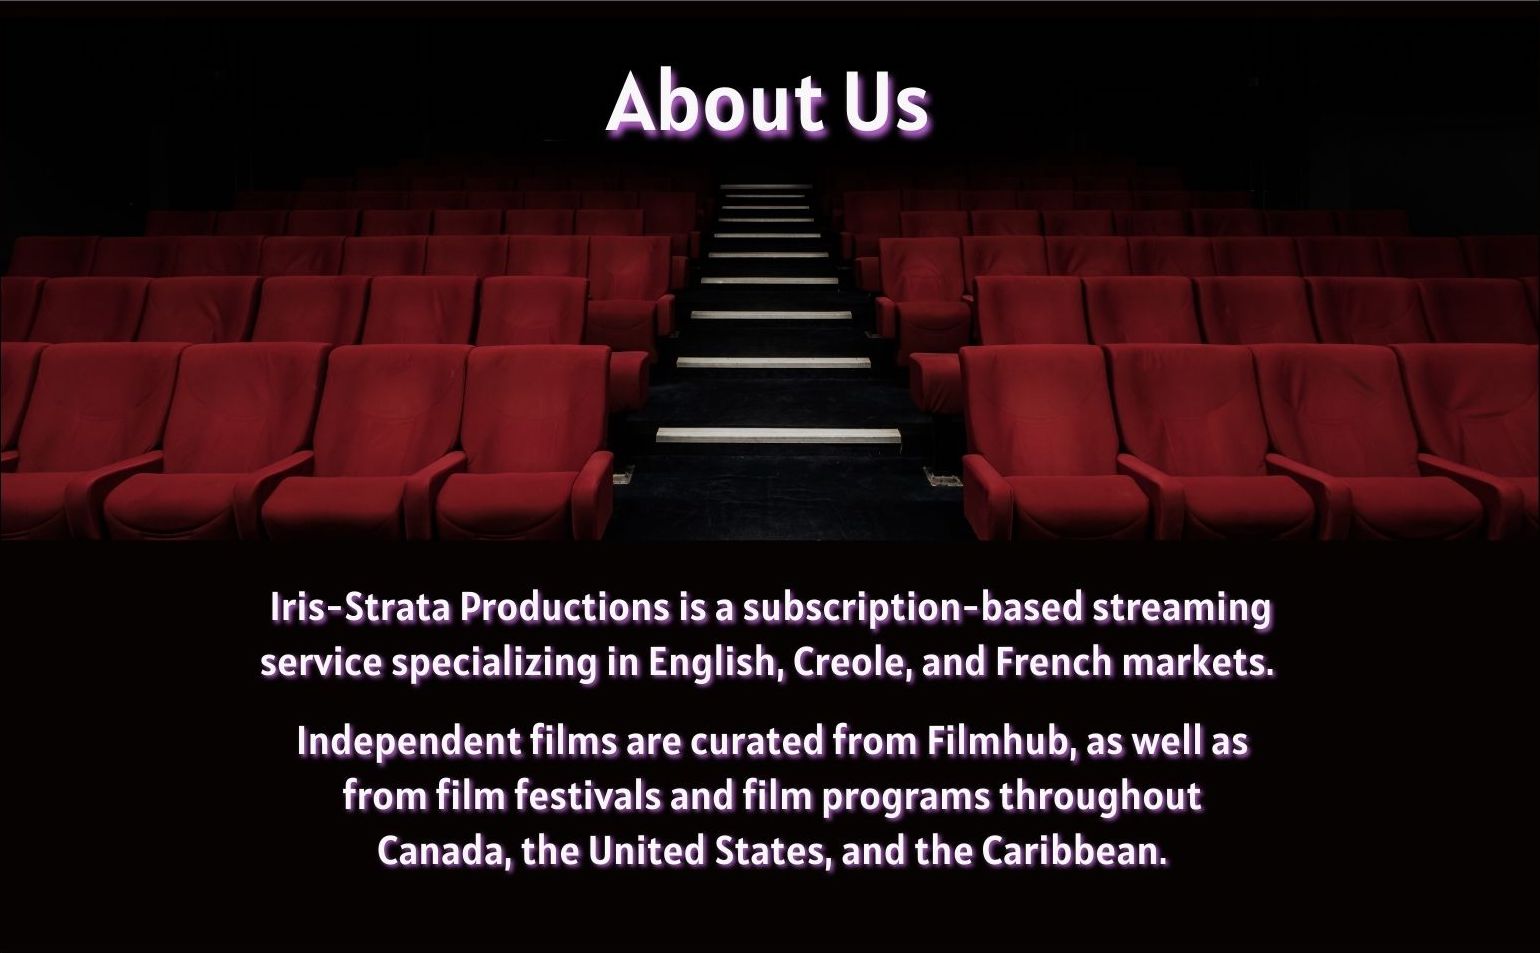 About Us
Iris-Strata Productions is a subscription-based streaming
service specializing in English, Creole, and French markets.
Independent films are curated from Filmhub, as well as
from film festivals and film programs throughout
Canada, the United States, and the Caribbean.